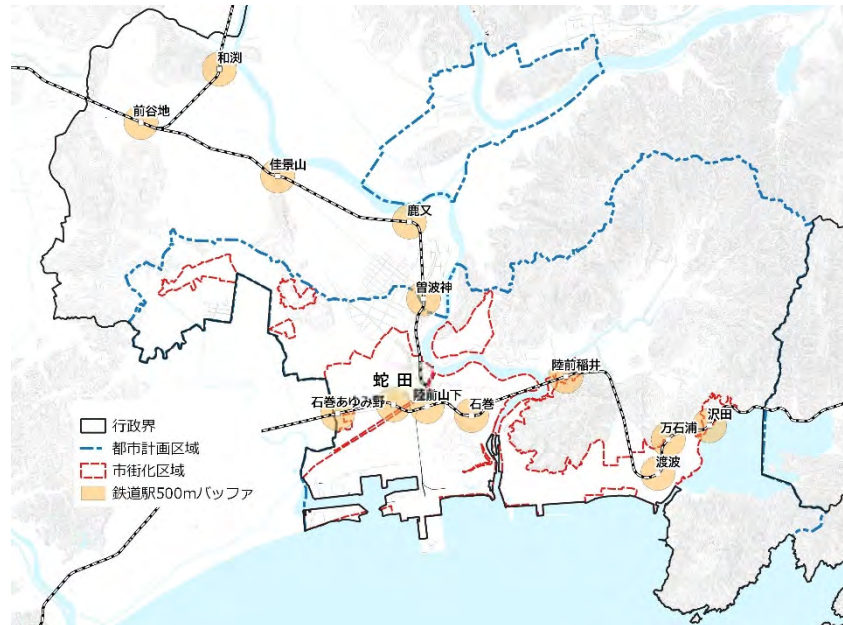 和渕
前谷地
佳景山
鹿又
曽波神
陸前稲井
蛇田
石巻あゆみ野
陸前山下
石巻
沢田
万石浦
渡波
行政界
都市計画区域
市街化区域
鉄道駅500mバッファ